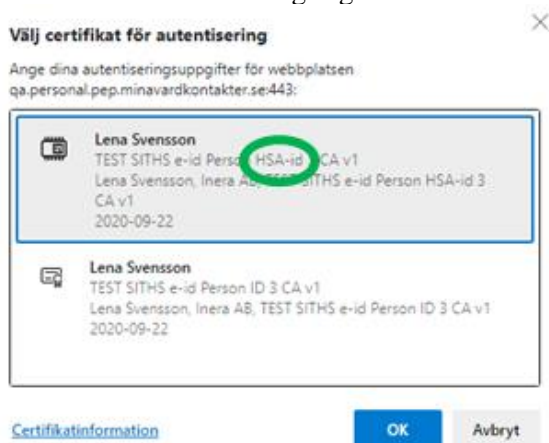 Välj certifikat för autentisering
Ange dina autentiseringsuppgifter för webbplatsen
qa.personal.pep.minavardkontakter.se:443:
Lena Svensson
TEST SITHS e-id Person HSA-id CA v1
Lena Svensson, Inera AB, TEST SITHS e-id Person HSA-id 3
CA v1
2020-09-22
Lena Svensson
TEST SITHS e-id Person ID 3 CA v1
Lena Svensson, Inera AB, TEST SITHS e-id Person ID 3 CA v1
2020-09-22
Certifikatinformation
OK
Avbryt